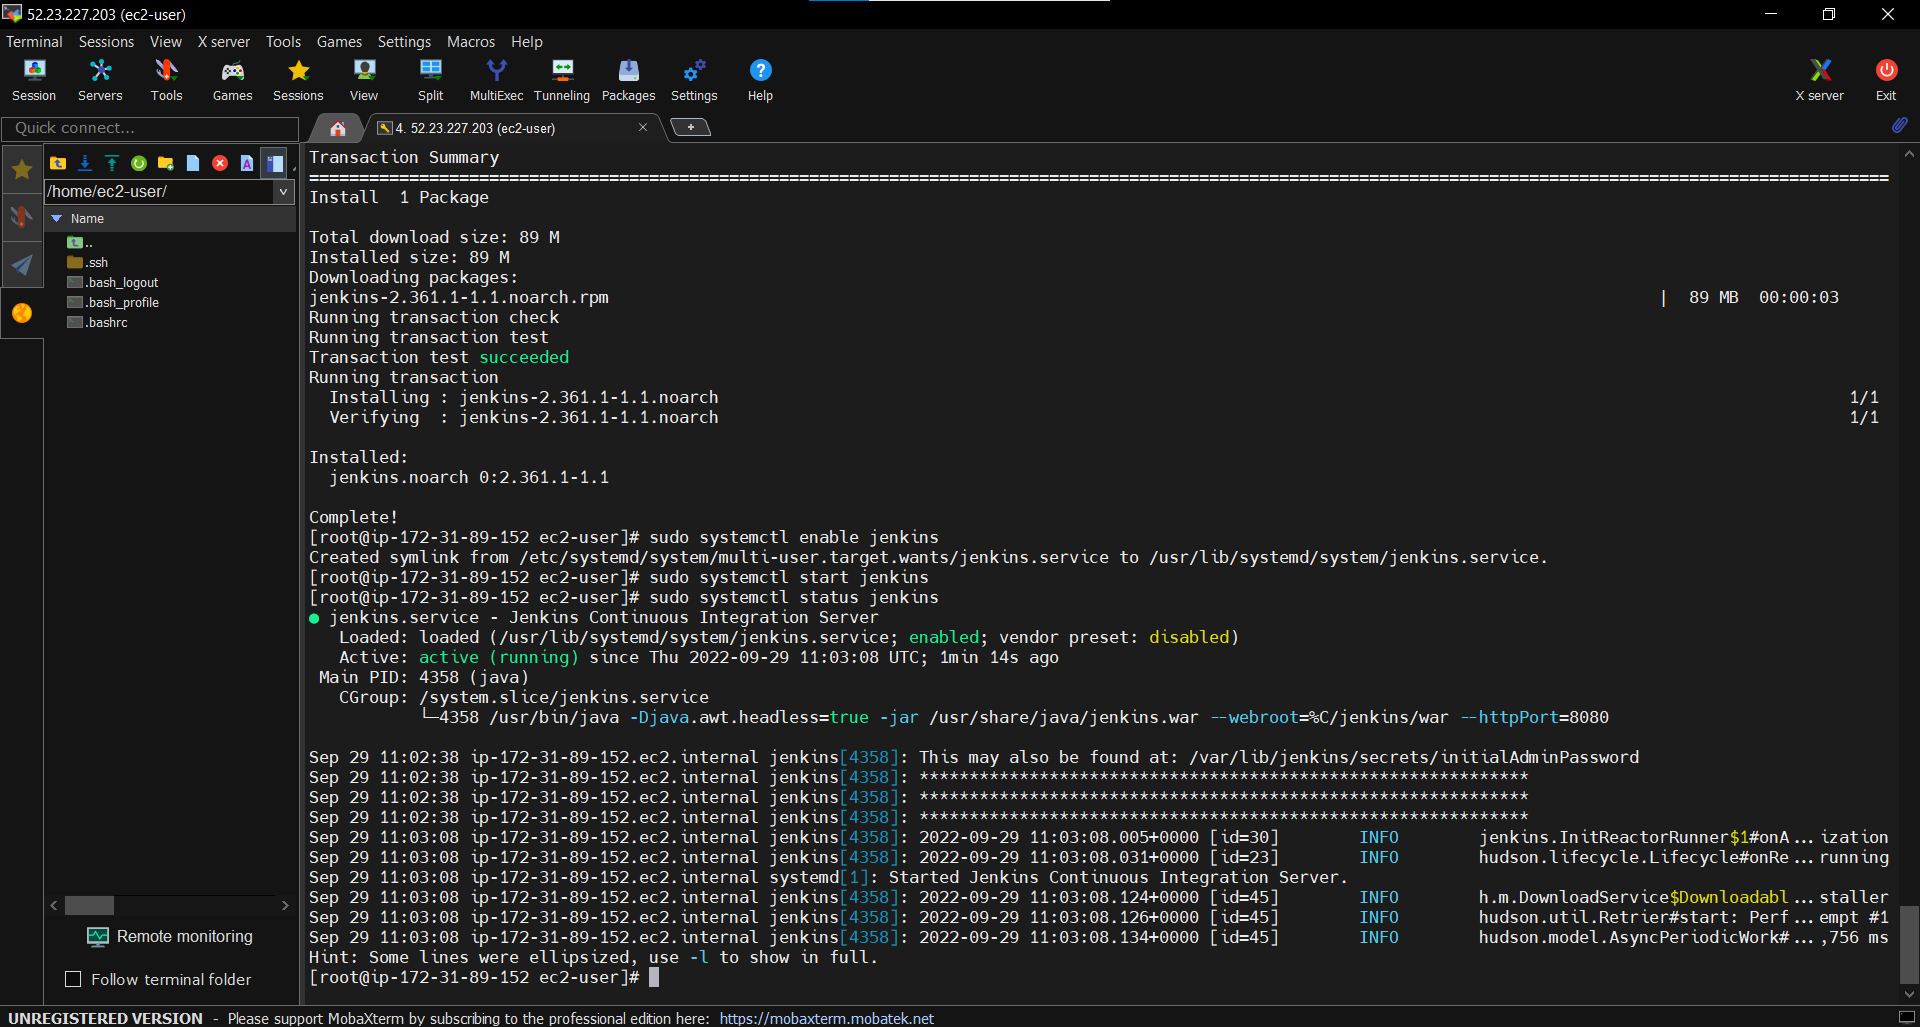 52.23.227.203 (ec2-user)
Terminal Sessions View X server Tools Games Settings Macros Help
Session Servers Tools Games Sessions View Split MultiExec Tunneling Packages Settings Help X server Exit
Quick connect...
4. 52.23.227.203 (ec2-user)
/home/ec2-user/
Name
..
.ssh
.bash_logout
.bash_profile
.bashrc
Remote monitoring
Follow terminal folder
Transaction Summary
================================================================================================================================================================
Install  1 Package

Total download size: 89 M
Installed size: 89 M
Downloading packages:
jenkins-2.361.1-1.1.noarch.rpm | 89 MB 00:00:03
Running transaction check
Running transaction test
Transaction test succeeded
Running transaction
Installing : jenkins-2.361.1-1.1.noarch 1/1
Verifying : jenkins-2.361.1-1.1.noarch 1/1

Installed:
jenkins.noarch 0:2.361.1-1.1

Complete!
[root@ip-172-31-89-152 ec2-user]# sudo systemctl enable jenkins
Created symlink from /etc/systemd/system/multi-user.target.wants/jenkins.service to /usr/lib/systemd/system/jenkins.service.
[root@ip-172-31-89-152 ec2-user]# sudo systemctl start jenkins
[root@ip-172-31-89-152 ec2-user]# sudo systemctl status jenkins
● jenkins.service - Jenkins Continuous Integration Server
Loaded: loaded (/usr/lib/systemd/system/jenkins.service; enabled; vendor preset: disabled)
Active: active (running) since Thu 2022-09-29 11:03:08 UTC; 1min 14s ago
Main PID: 4358 (java)
CGroup: /system.slice/jenkins.service
└─4358 /usr/bin/java -Djava.awt.headless=true -jar /usr/share/java/jenkins.war --webroot=%C/jenkins/war --httpPort=8080

Sep 29 11:02:38 ip-172-31-89-152.ec2.internal jenkins[4358]: This may also be found at: /var/lib/jenkins/secrets/initialAdminPassword
Sep 29 11:02:38 ip-172-31-89-152.ec2.internal jenkins[4358]: *************************************************************
Sep 29 11:02:38 ip-172-31-89-152.ec2.internal jenkins[4358]: *************************************************************
Sep 29 11:02:38 ip-172-31-89-152.ec2.internal jenkins[4358]: *************************************************************
Sep 29 11:03:08 ip-172-31-89-152.ec2.internal jenkins[4358]: 2022-09-29 11:03:08.005+0000 [id=30] INFO jenkins.InitReactorRunner$1#onA...ization
Sep 29 11:03:08 ip-172-31-89-152.ec2.internal jenkins[4358]: 2022-09-29 11:03:08.031+0000 [id=23] INFO hudson.lifecycle.Lifecycle#onRe...running
Sep 29 11:03:08 ip-172-31-89-152.ec2.internal systemd[1]: Started Jenkins Continuous Integration Server.
Sep 29 11:03:08 ip-172-31-89-152.ec2.internal jenkins[4358]: 2022-09-29 11:03:08.124+0000 [id=45] INFO h.m.DownloadService$Downloadabl...staller
Sep 29 11:03:08 ip-172-31-89-152.ec2.internal jenkins[4358]: 2022-09-29 11:03:08.126+0000 [id=45] INFO hudson.util.Retrier#start: Perf...empt #1
Sep 29 11:03:08 ip-172-31-89-152.ec2.internal jenkins[4358]: 2022-09-29 11:03:08.134+0000 [id=45] INFO hudson.model.AsyncPeriodicWork#...,756 ms
Hint: Some lines were ellipsized, use -l to show in full.
[root@ip-172-31-89-152 ec2-user]#
UNREGISTERED VERSION - Please support MobaXterm by subscribing to the professional edition here: https://mobaxterm.mobatek.net